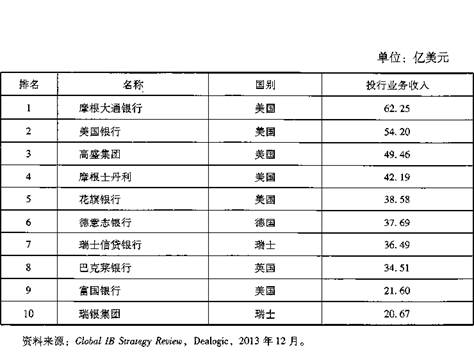 单位：亿美元
排名 名称 国别 投行业务收入
1 摩根大通银行 美国 62.25
2 美国银行 美国 54.20
3 高盛集团 美国 49.46
4 摩根士丹利 美国 42.19
5 花旗银行 美国 38.58
6 德意志银行 德国 37.69
7 瑞士信贷银行 瑞士 36.49
8 巴克莱银行 英国 34.51
9 富国银行 美国 21.60
10 瑞银集团 瑞士 20.67
资料来源：Global IB Strategy Review，Dealogic，2013年12月。